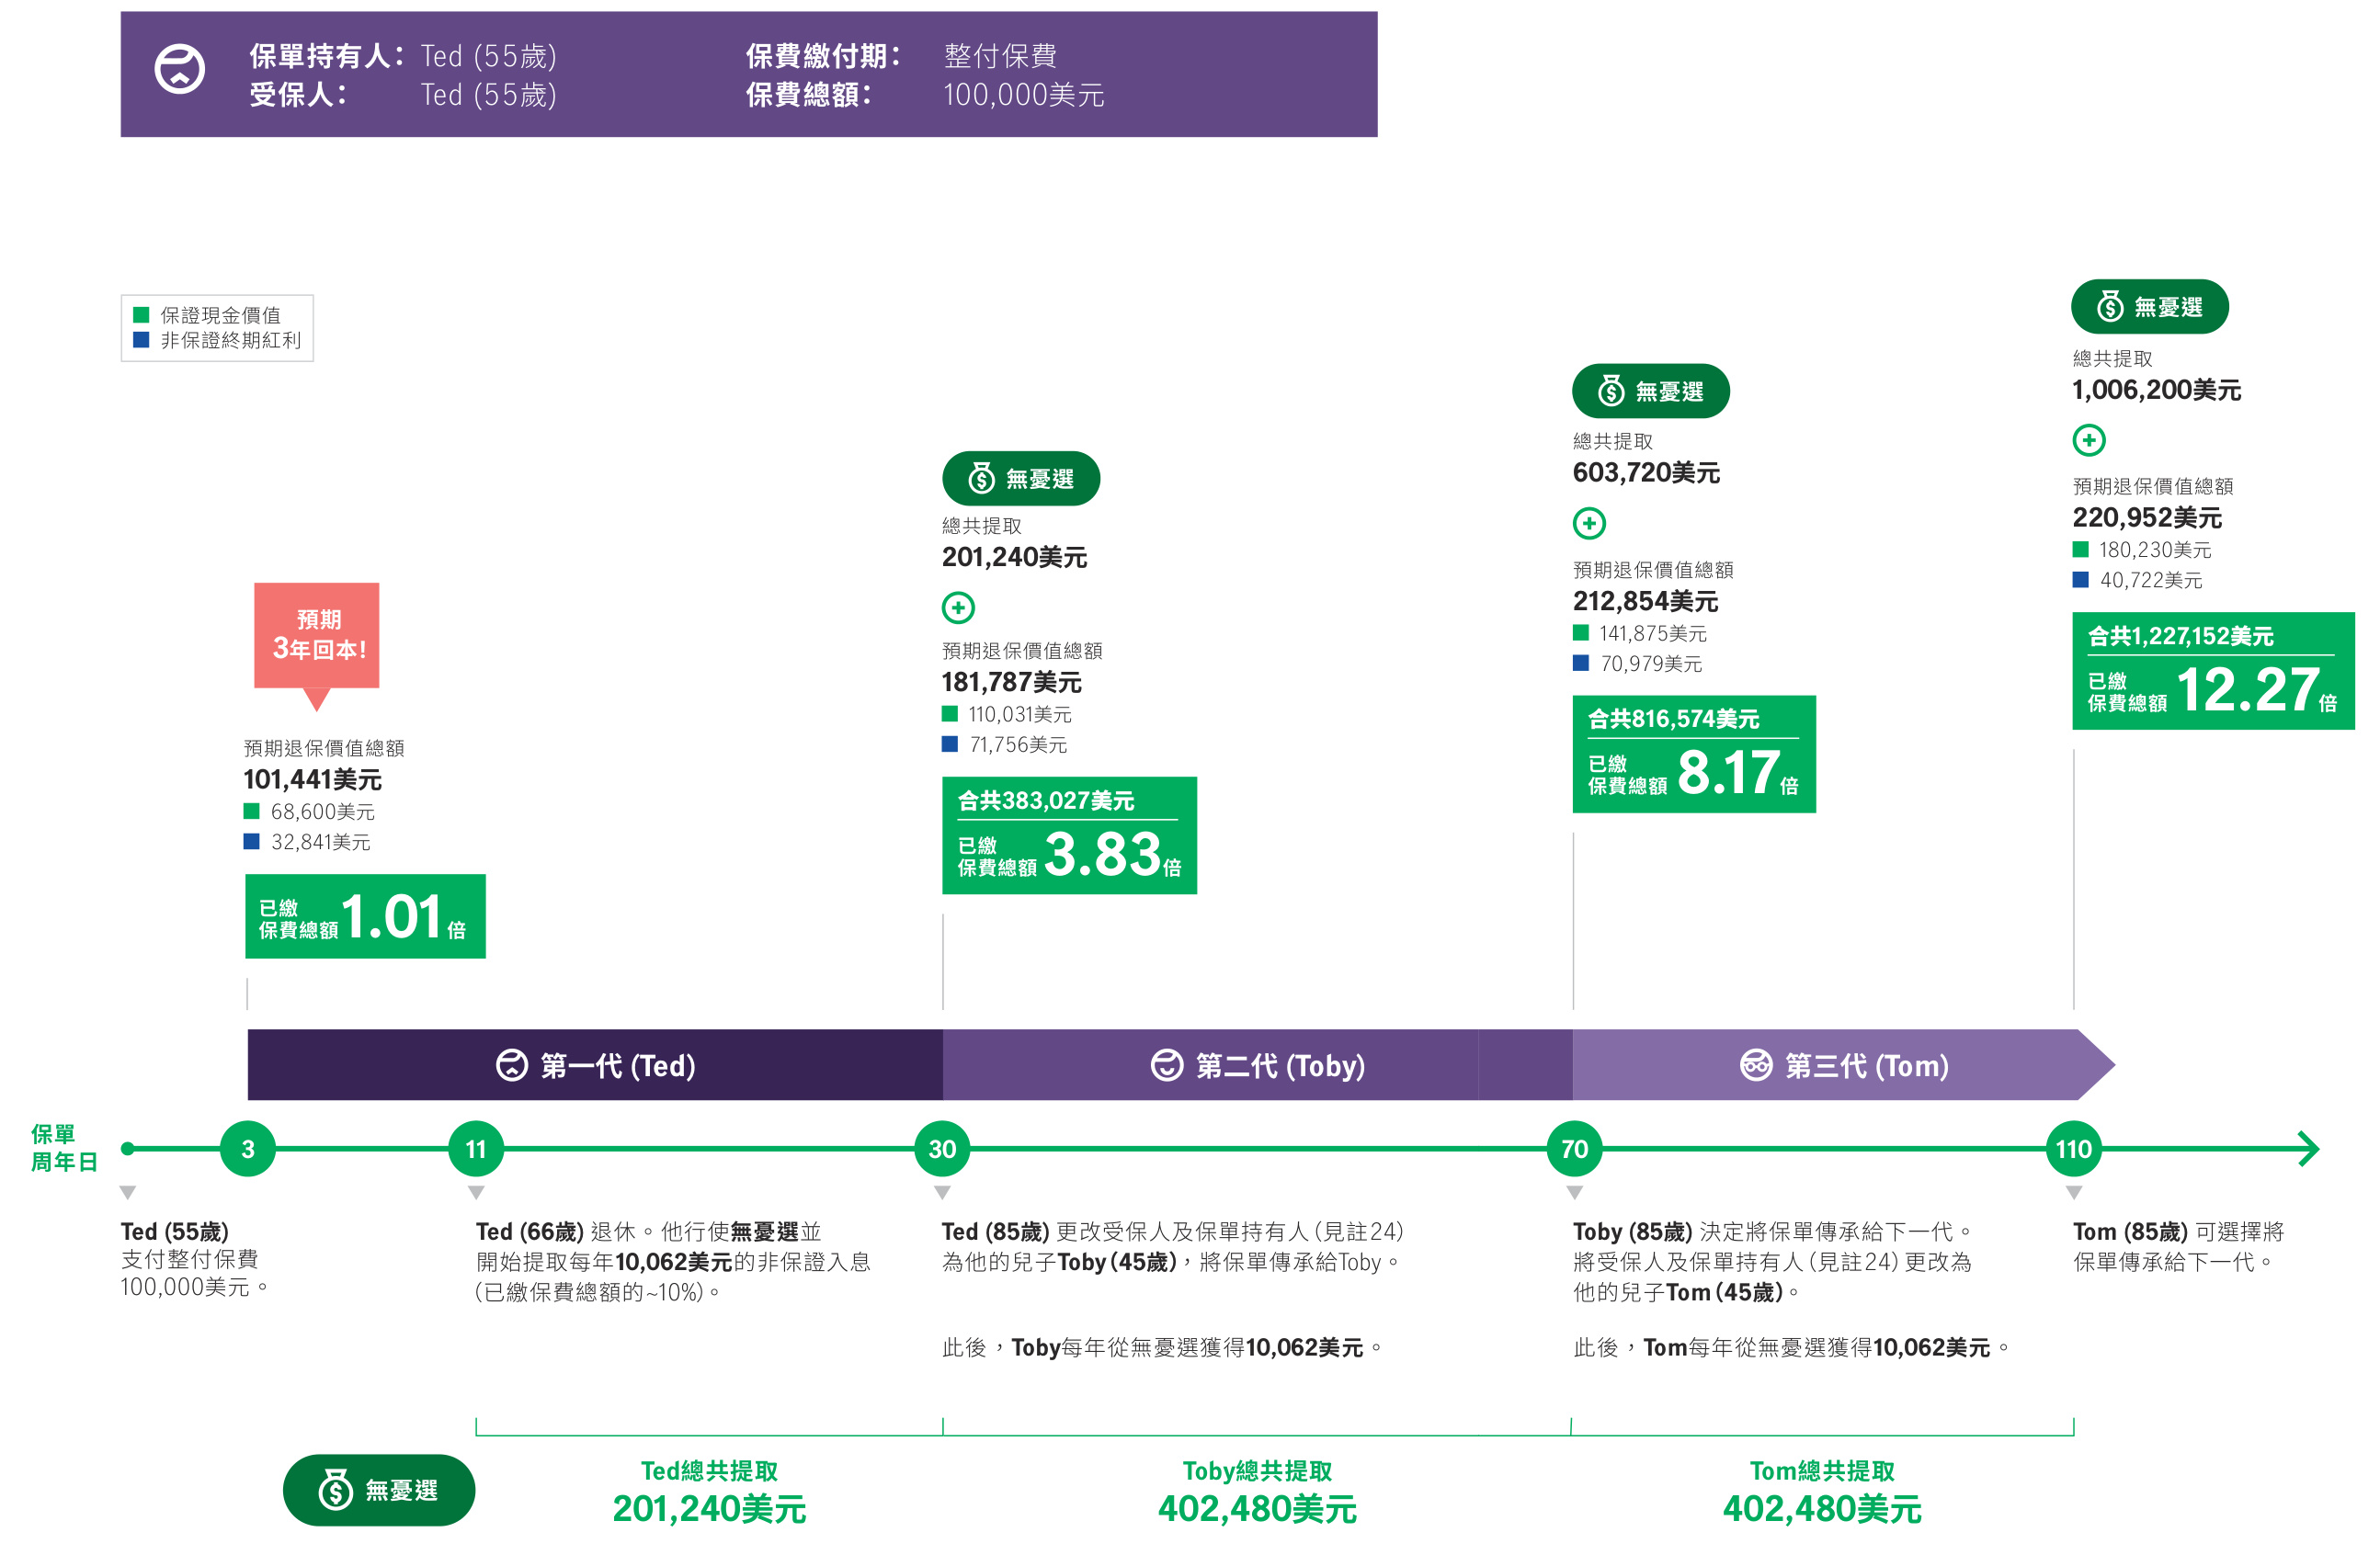 保單持有人： Ted (55歲)
受保人： Ted (55歲)
保費繳付期： 整付保費
保費總額： 100,000美元
保證現金價值
非保證終期紅利
預期
3年回本!
預期退保價值總額
101,441美元
68,600美元
32,841美元
已繳
保費總額 1.01倍
無憂選
總共提取
201,240美元
預期退保價值總額
181,787美元
110,031美元
71,756美元
合共383,027美元
已繳
保費總額 3.83倍
無憂選
總共提取
603,720美元
預期退保價值總額
212,854美元
141,875美元
70,979美元
合共816,574美元
已繳
保費總額 8.17倍
無憂選
總共提取
1,006,200美元
預期退保價值總額
220,952美元
180,230美元
40,722美元
合共1,227,152美元
已繳
保費總額 12.27倍
第一代 (Ted)
第二代 (Toby)
第三代 (Tom)
保單
周年日
3
11
30
70
110
Ted (55歲)
支付整付保費
100,000美元。
Ted (66歲) 退休。他行使無憂選並
開始提取每年10,062美元的非保證入息
(已繳保費總額的~10%)。
Ted (85歲) 更改受保人及保單持有人(見註24)
為他的兒子Toby(45歲)，將保單傳承給Toby。
此後，Toby每年從無憂選獲得10,062美元。
Toby (85歲) 決定將保單傳承給下一代。
將受保人及保單持有人(見註24)更改為
他的兒子Tom(45歲)。
此後，Tom每年從無憂選獲得10,062美元。
Tom (85歲) 可選擇將
保單傳承給下一代。
無憂選
Ted總共提取
201,240美元
Toby總共提取
402,480美元
Tom總共提取
402,480美元